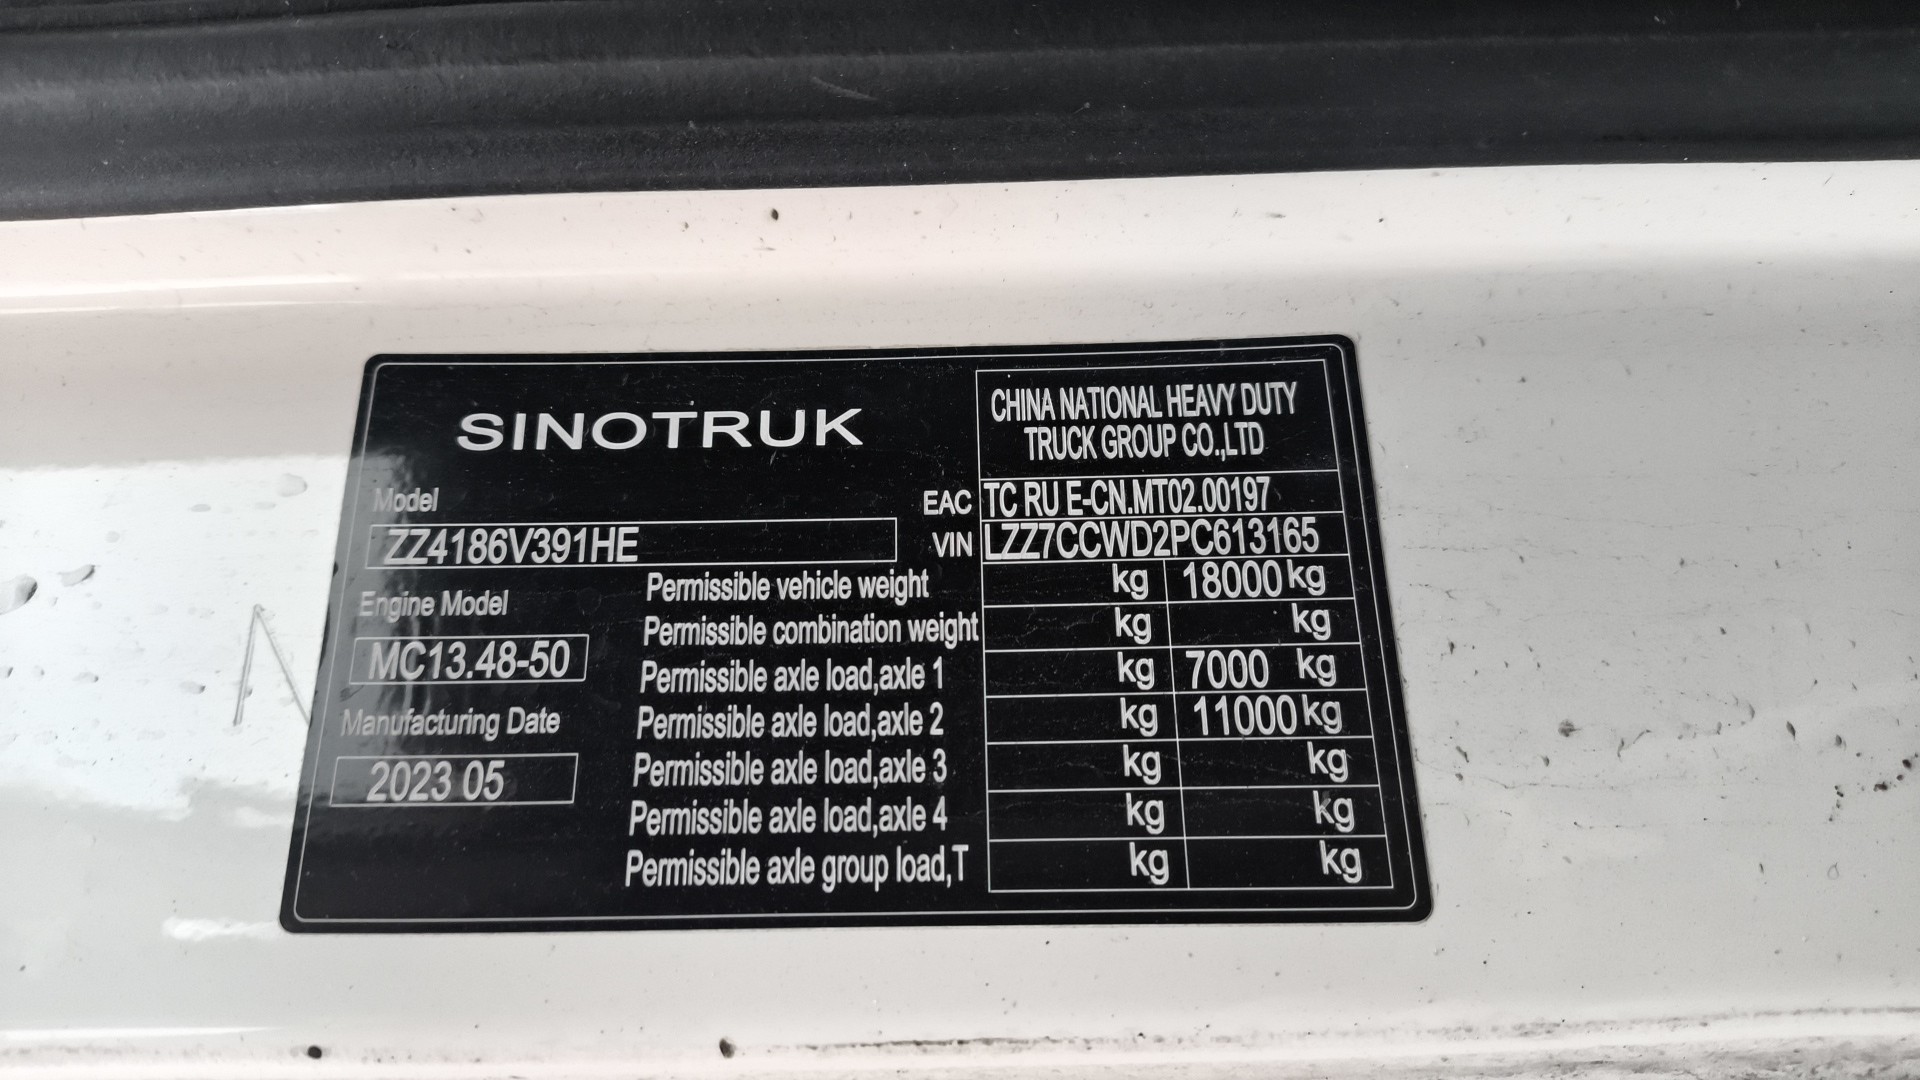 SINOTRUK
CHINA NATIONAL HEAVY DUTY
TRUCK GROUP CO.,LTD
Model
ZZ4186V391HE
EAC TC RU E-CN.MT02.00197
VIN LZZ7CCWD2PC613165
Engine Model
MC13.48-50
Manufacturing Date
2023 05
Permissible vehicle weight kg 18000 kg
Permissible combination weight kg kg
Permissible axle load,axle 1 kg 7000 kg
Permissible axle load,axle 2 kg 11000 kg
Permissible axle load,axle 3 kg kg
Permissible axle load,axle 4 kg kg
Permissible axle group load,T kg kg